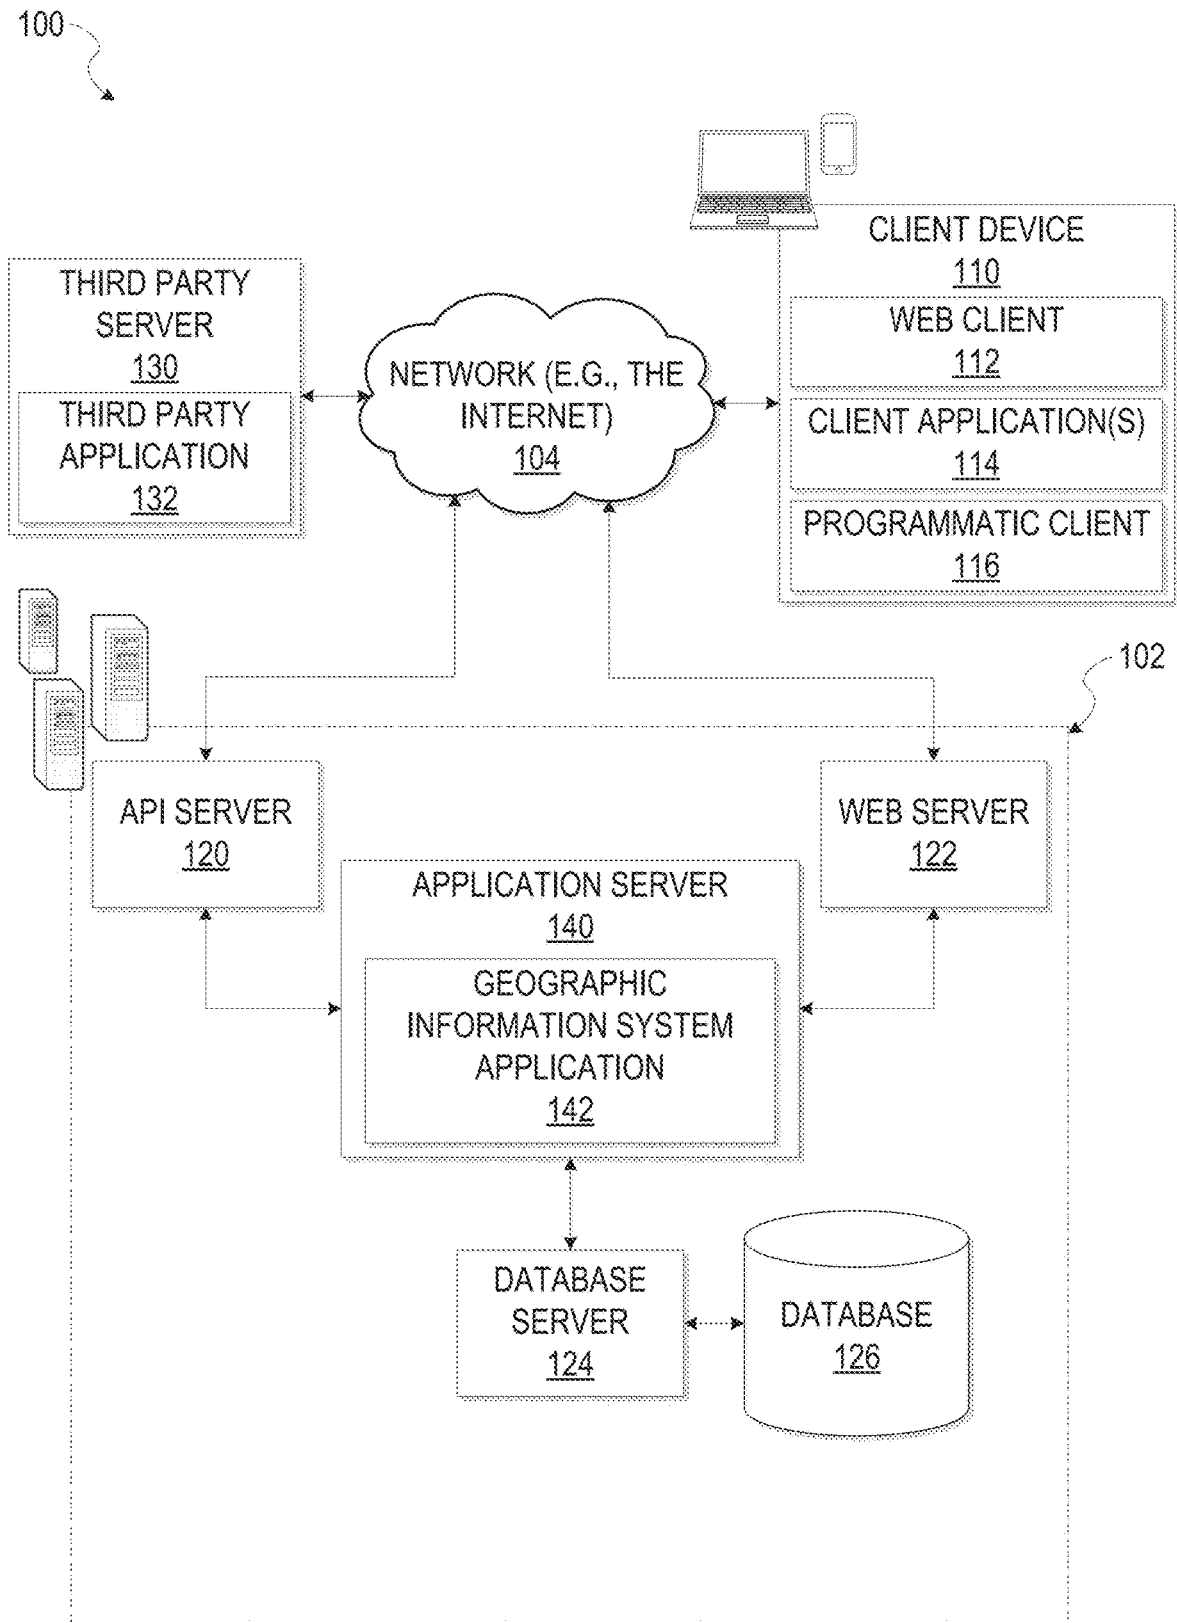 100
CLIENT DEVICE
110
WEB CLIENT
112
CLIENT APPLICATION(S)
114
PROGRAMMATIC CLIENT
116
THIRD PARTY
SERVER
130
THIRD PARTY
APPLICATION
132
NETWORK (E.G., THE
INTERNET)
104
102
API SERVER
120
WEB SERVER
122
APPLICATION SERVER
140
GEOGRAPHIC
INFORMATION SYSTEM
APPLICATION
142
DATABASE
SERVER
124
DATABASE
126